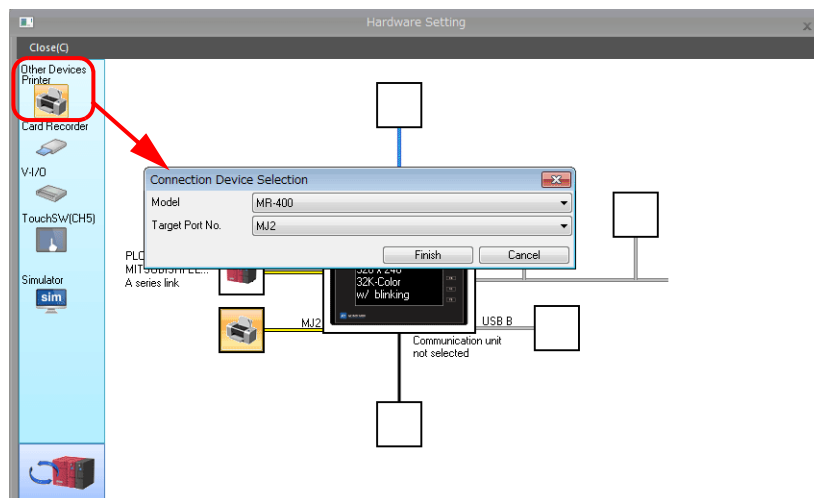 Hardware Setting
Close(C)
Other Devices
Printer
Card Recorder
V-I/O
TouchSW(CH5)
Simulator
sim
Connection Device Selection
Model
MR-400
Target Port No.
MJ2
Finish
Cancel
PLC
A series link
32K-Color
w/ blinking
MJ2
USB B
Communication unit
not selected